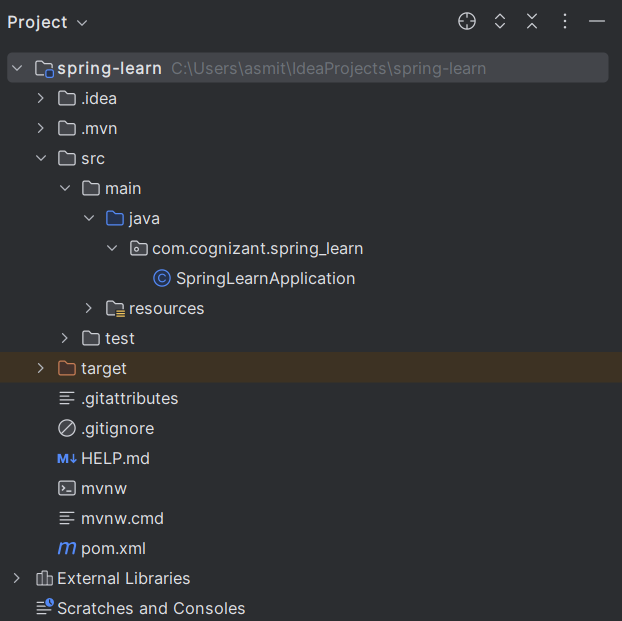 Project
spring-learn C:\Users\asmit\IdeaProjects\spring-learn
.idea
.mvn
src
main
java
com.cognizant.spring_learn
SpringLearnApplication
resources
test
target
.gitattributes
.gitignore
HELP.md
mvnw
mvnw.cmd
pom.xml
External Libraries
Scratches and Consoles